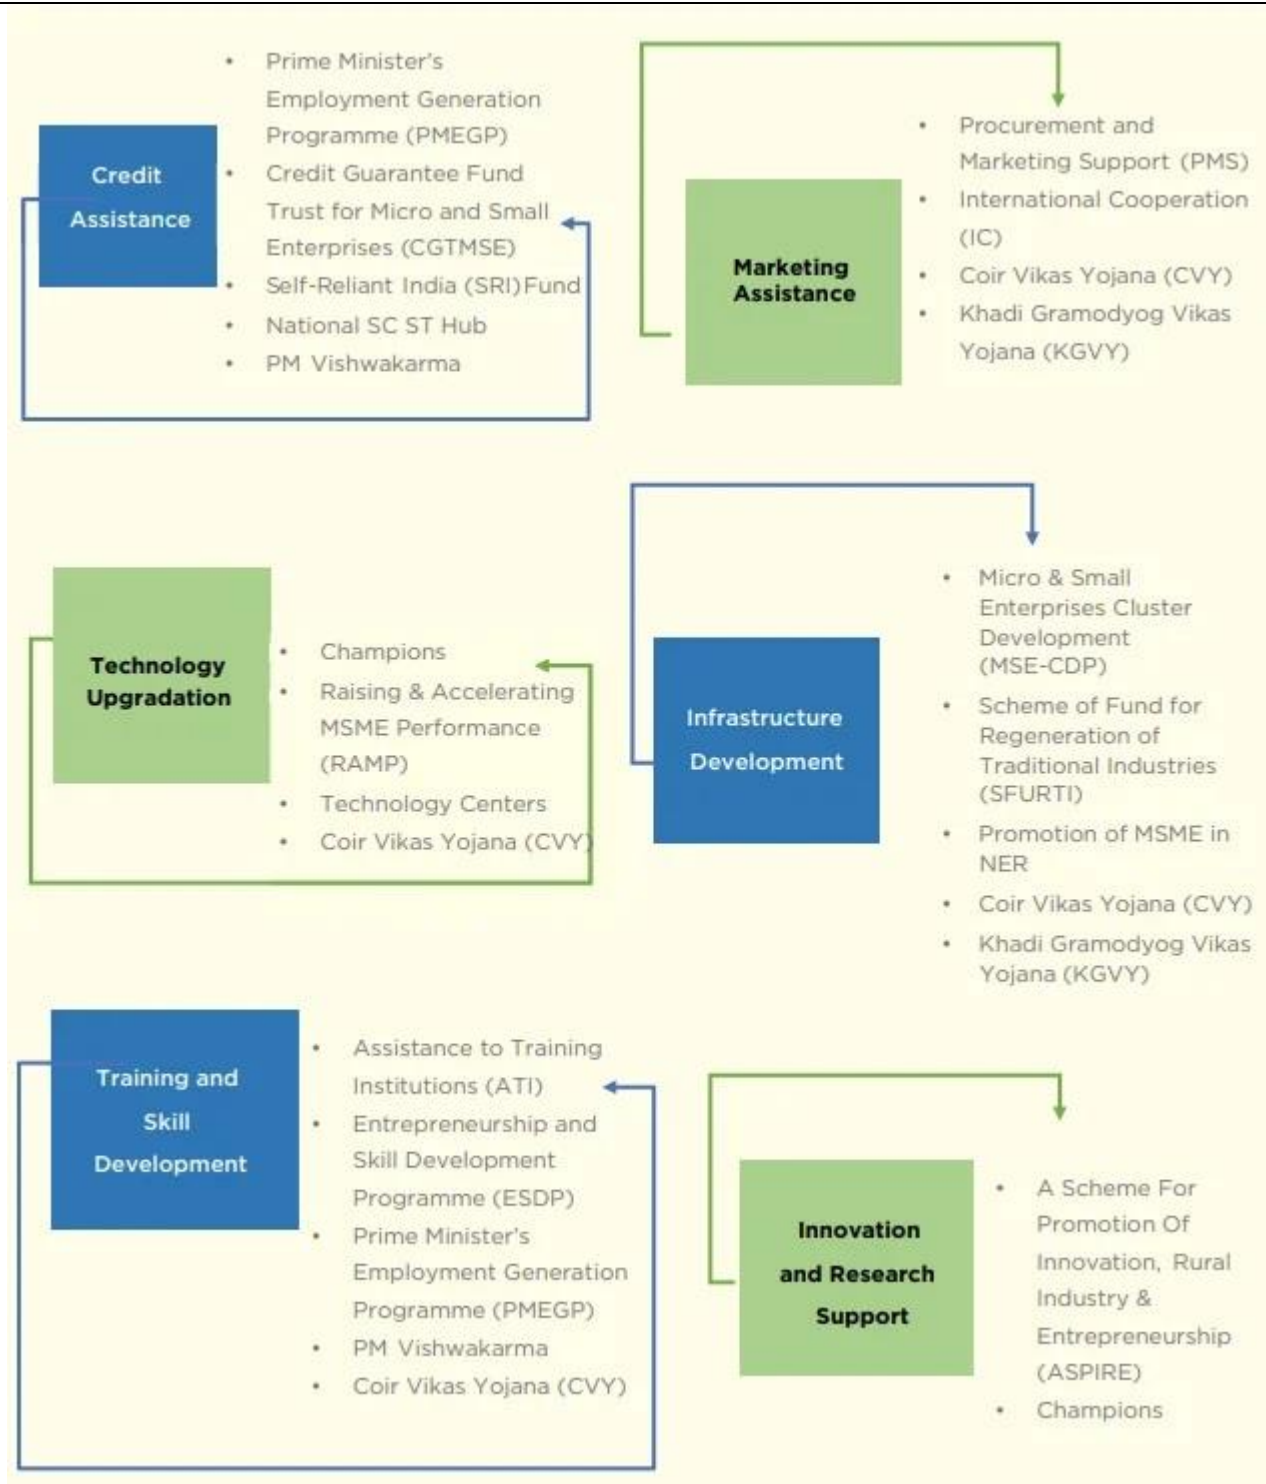 Credit
Assistance
• Prime Minister's
Employment Generation
Programme (PMEGP)
• Credit Guarantee Fund
Trust for Micro and Small
Enterprises (CGTMSE)
• Self-Reliant India (SRI)Fund
• National SC ST Hub
• PM Vishwakarma
Marketing
Assistance
• Procurement and
Marketing Support (PMS)
• International Cooperation
(IC)
• Coir Vikas Yojana (CVY)
• Khadi Gramodyog Vikas
Yojana (KGVY)
Technology
Upgradation
• Champions
• Raising & Accelerating
MSME Performance
(RAMP)
• Technology Centers
• Coir Vikas Yojana (CVY)
Infrastructure
Development
• Micro & Small
Enterprises Cluster
Development
(MSE-CDP)
• Scheme of Fund for
Regeneration of
Traditional Industries
(SFURTI)
• Promotion of MSME in
NER
• Coir Vikas Yojana (CVY)
• Khadi Gramodyog Vikas
Yojana (KGVY)
Training and
Skill
Development
• Assistance to Training
Institutions (ATI)
• Entrepreneurship and
Skill Development
Programme (ESDP)
• Prime Minister's
Employment Generation
Programme (PMEGP)
• PM Vishwakarma
• Coir Vikas Yojana (CVY)
Innovation
and Research
Support
• A Scheme For
Promotion Of
Innovation, Rural
Industry &
Entrepreneurship
(ASPIRE)
• Champions